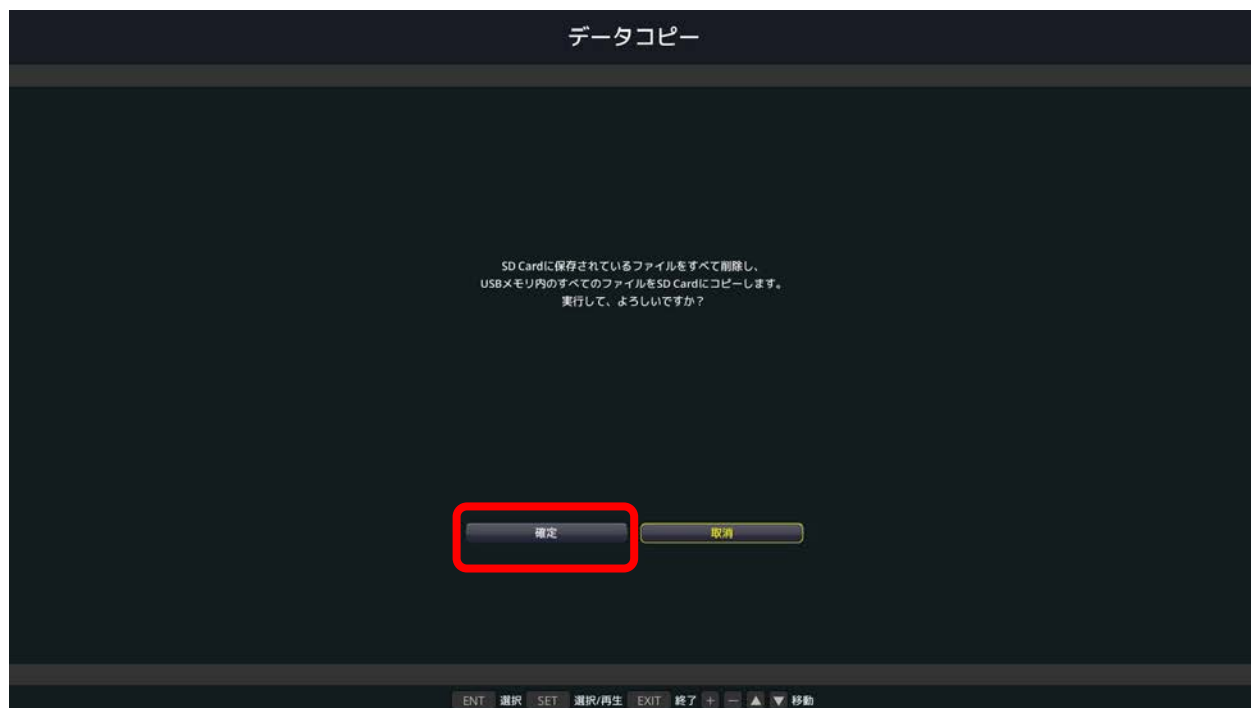 データコピー
SD Cardに保存されているファイルをすべて削除し、
USBメモリ内のすべてのファイルをSD Cardにコピーします。
実行して、よろしいですか？
確定 取消
ENT 選択 SET 選択/再生 EXIT 終了 + − ▲ ▼ 移動